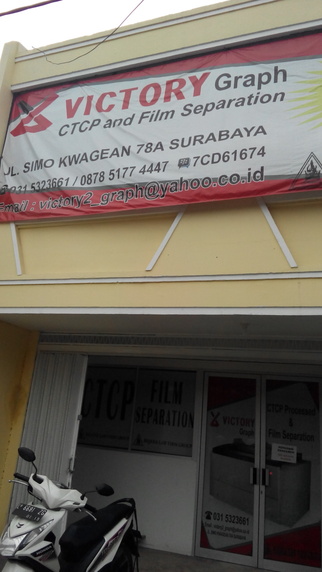 VICTORY Graph
CTCP and Film Separation
JL. SIMO KWAGEAN 78A SURABAYA
031 5323661 / 0878 5177 4447 7CD61674
Email : victory2_graph@yahoo.co.id
CTCP
FILM
SEPARATION
VICTORY
Graph
CTCP Processed
&
Film Separation
031 5323661